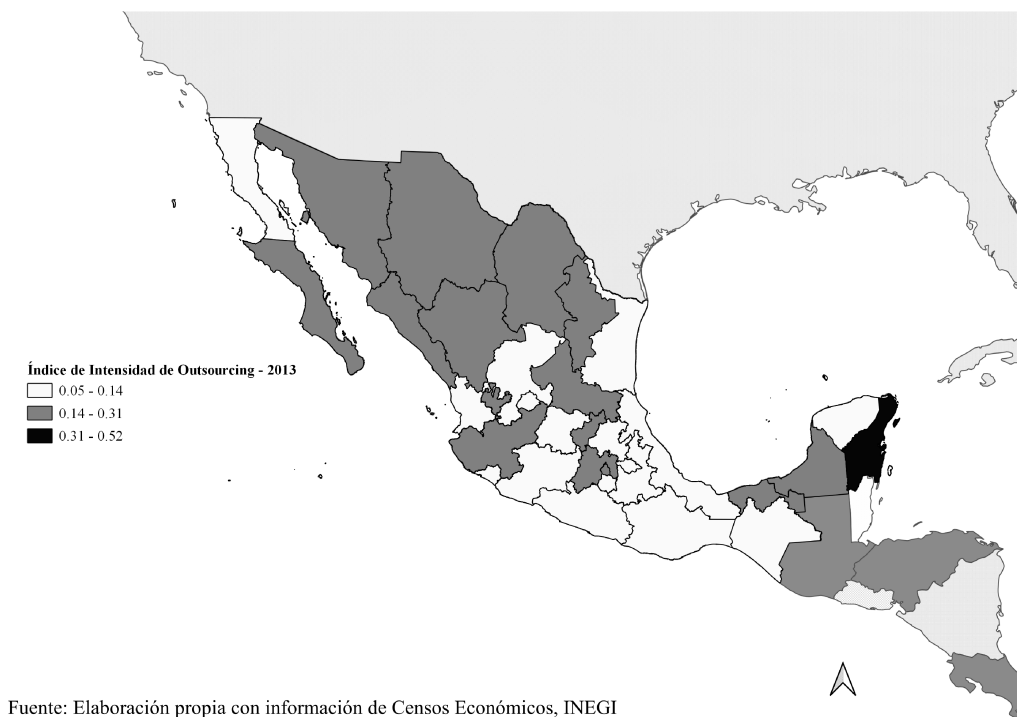 Índice de Intensidad de Outsourcing - 2013
0.05 - 0.14
0.14 - 0.31
0.31 - 0.52
Fuente: Elaboración propia con información de Censos Económicos, INEGI